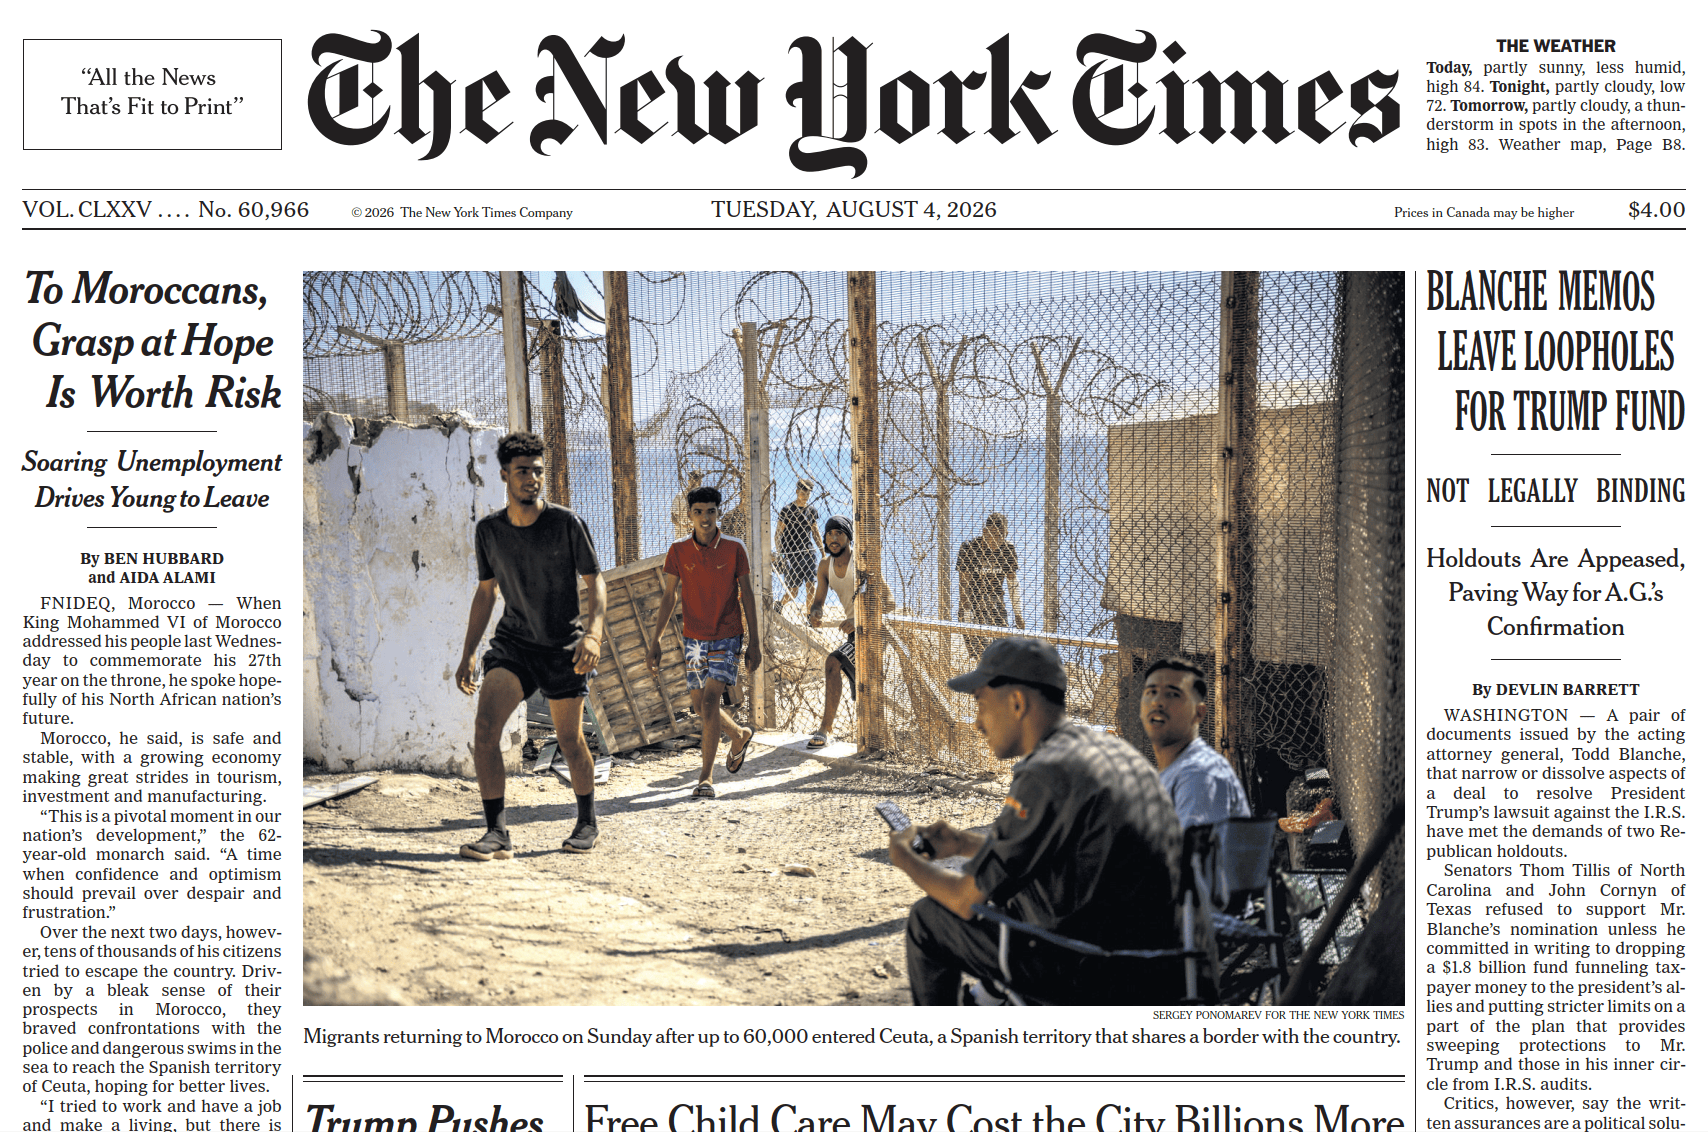 “All the News
That’s Fit to Print”
The New York Times
THE WEATHER
Today, partly sunny, less humid,
high 84. Tonight, partly cloudy, low
72. Tomorrow, partly cloudy, a thun-
derstorm in spots in the afternoon,
high 83. Weather map, Page B8.
VOL. CLXXV .... No. 60,966
© 2026 The New York Times Company
TUESDAY, AUGUST 4, 2026
Prices in Canada may be higher
$4.00
To Moroccans,
Grasp at Hope
Is Worth Risk
Soaring Unemployment
Drives Young to Leave
By BEN HUBBARD
and AIDA ALAMI
FNIDEQ, Morocco — When
King Mohammed VI of Morocco
addressed his people last Wednes-
day to commemorate his 27th
year on the throne, he spoke hope-
fully of his North African nation’s
future.
Morocco, he said, is safe and
stable, with a growing economy
making great strides in tourism,
investment and manufacturing.
“This is a pivotal moment in our
nation’s development,” the 62-
year-old monarch said. “A time
when confidence and optimism
should prevail over despair and
frustration.”
Over the next two days, howev-
er, tens of thousands of his citizens
tried to escape the country. Driv-
en by a bleak sense of their
prospects in Morocco, they
braved confrontations with the
police and dangerous swims in the
sea to reach the Spanish territory
of Ceuta, hoping for better lives.
“I tried to work and have a job
and make a living, but there is
SERGEY PONOMAREV FOR THE NEW YORK TIMES
Migrants returning to Morocco on Sunday after up to 60,000 entered Ceuta, a Spanish territory that shares a border with the country.
Trump Pushes
Free Child Care May Cost the City Billions More
BLANCHE MEMOS
LEAVE LOOPHOLES
FOR TRUMP FUND
NOT LEGALLY BINDING
Holdouts Are Appeased,
Paving Way for A.G.’s
Confirmation
By DEVLIN BARRETT
WASHINGTON — A pair of
documents issued by the acting
attorney general, Todd Blanche,
that narrow or dissolve aspects of
a deal to resolve President
Trump’s lawsuit against the I.R.S.
have met the demands of two Re-
publican holdouts.
Senators Thom Tillis of North
Carolina and John Cornyn of
Texas refused to support Mr.
Blanche’s nomination unless he
committed in writing to dropping
a $1.8 billion fund funneling tax-
payer money to the president’s al-
lies and putting stricter limits on a
part of the plan that provides
sweeping protections to Mr.
Trump and those in his inner cir-
cle from I.R.S. audits.
Critics, however, say the writ-
ten assurances are a political solu-